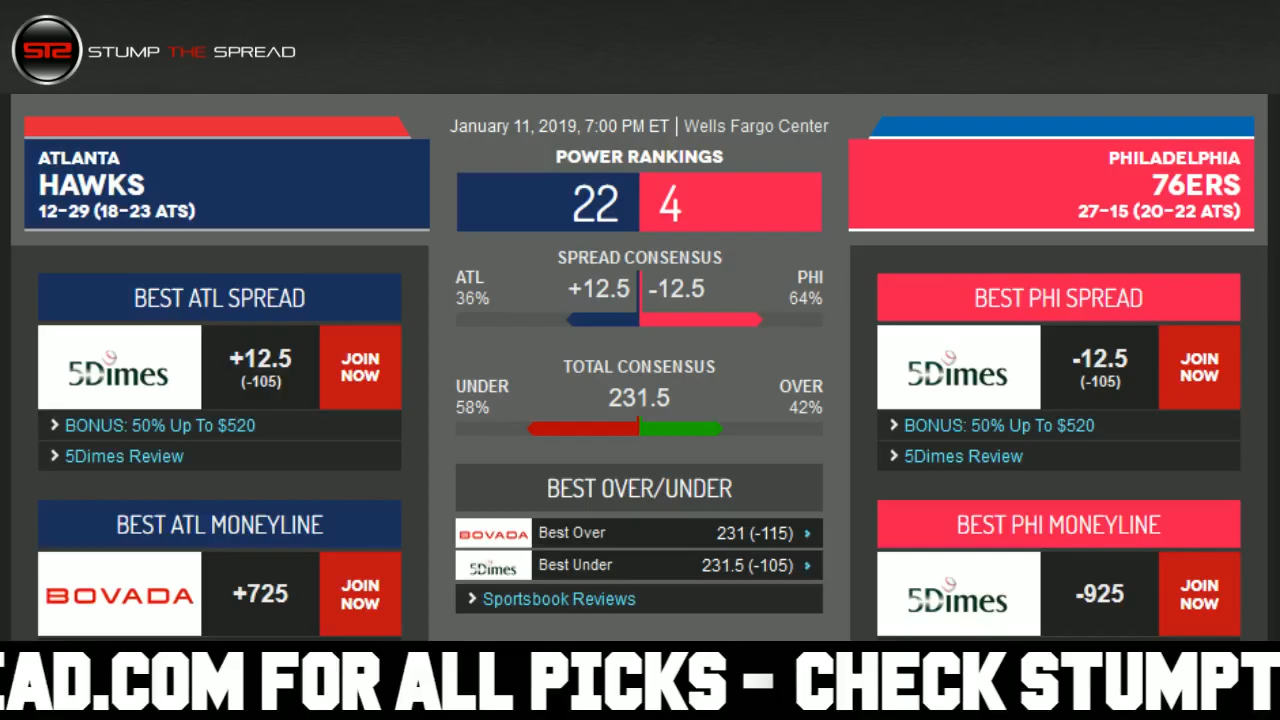 STS STUMP THE SPREAD
January 11, 2019, 7:00 PM ET | Wells Fargo Center
ATLANTA
HAWKS
12-29 (18-23 ATS)
POWER RANKINGS
22 4
PHILADELPHIA
76ERS
27-15 (20-22 ATS)
BEST ATL SPREAD
5Dimes +12.5 (-105) JOIN NOW
> BONUS: 50% Up To $520
> 5Dimes Review
BEST ATL MONEYLINE
BOVADA +725 JOIN NOW
SPREAD CONSENSUS
ATL +12.5 -12.5 PHI
36% 64%
TOTAL CONSENSUS
UNDER 231.5 OVER
58% 42%
BEST OVER/UNDER
BOVADA Best Over 231 (-115) >
5Dimes Best Under 231.5 (-105) >
> Sportsbook Reviews
BEST PHI SPREAD
5Dimes -12.5 (-105) JOIN NOW
> BONUS: 50% Up To $520
> 5Dimes Review
BEST PHI MONEYLINE
5Dimes -925 JOIN NOW
EAD.COM FOR ALL PICKS - CHECK STUMPT